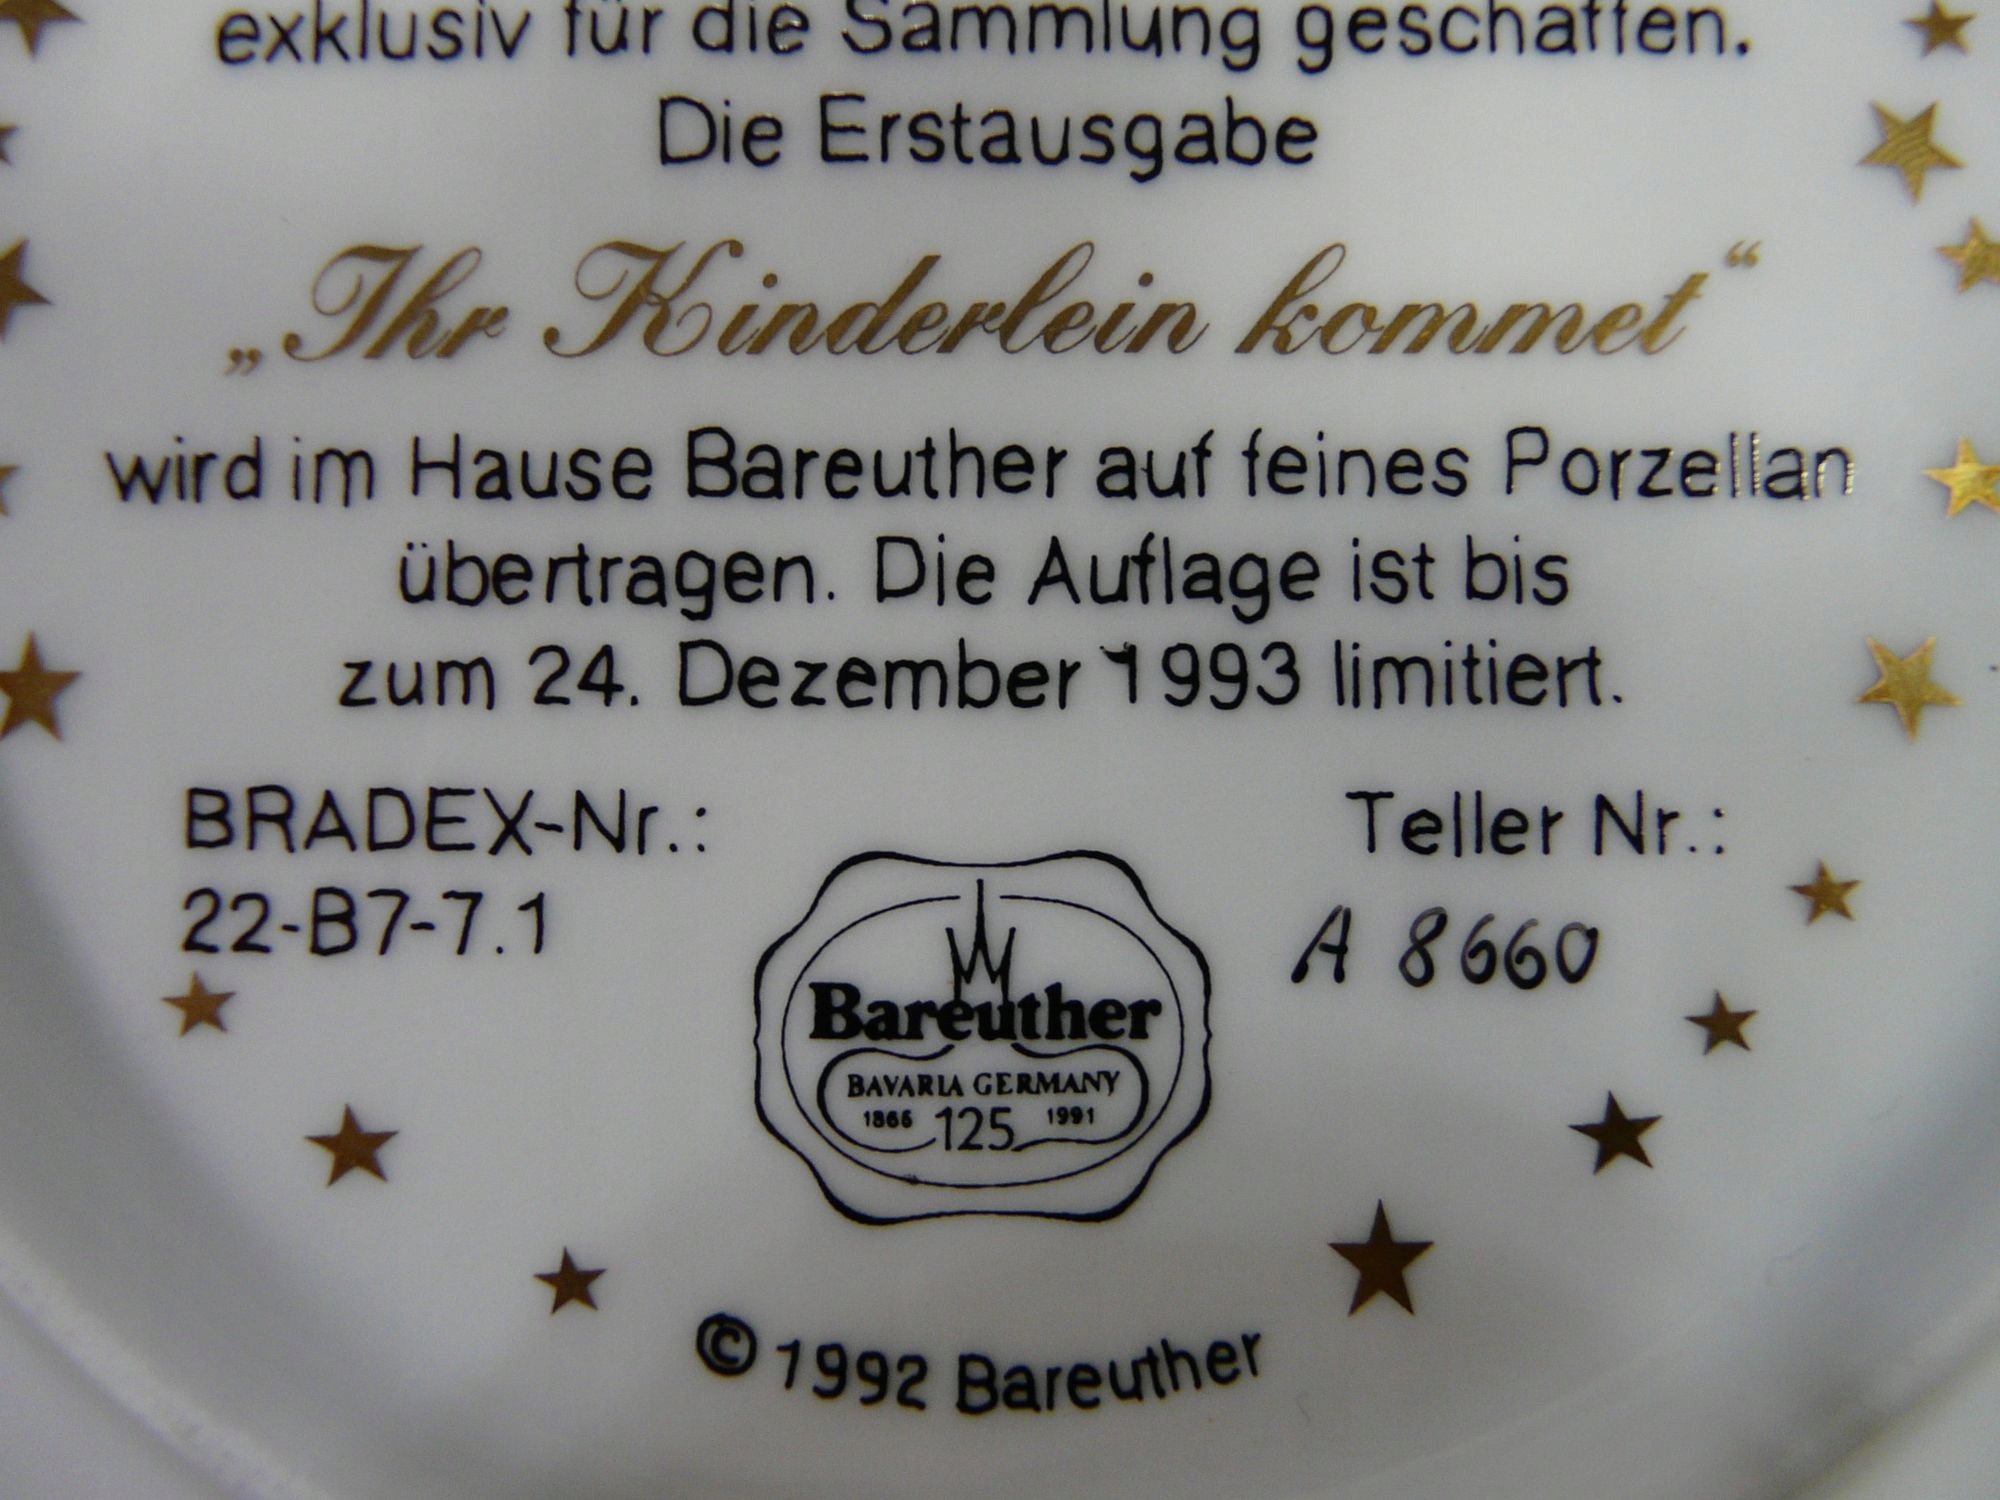 exklusiv für die Sammlung geschaffen.
Die Erstausgabe
„Ihr Kinderlein kommet“
wird im Hause Bareuther auf feines Porzellan
übertragen. Die Auflage ist bis
zum 24. Dezember 1993 limitiert.
BRADEX-Nr.:
22-B7-7.1
Teller Nr.:
A 8660
Bareuther
BAVARIA GERMANY
1866 125 1991
© 1992 Bareuther